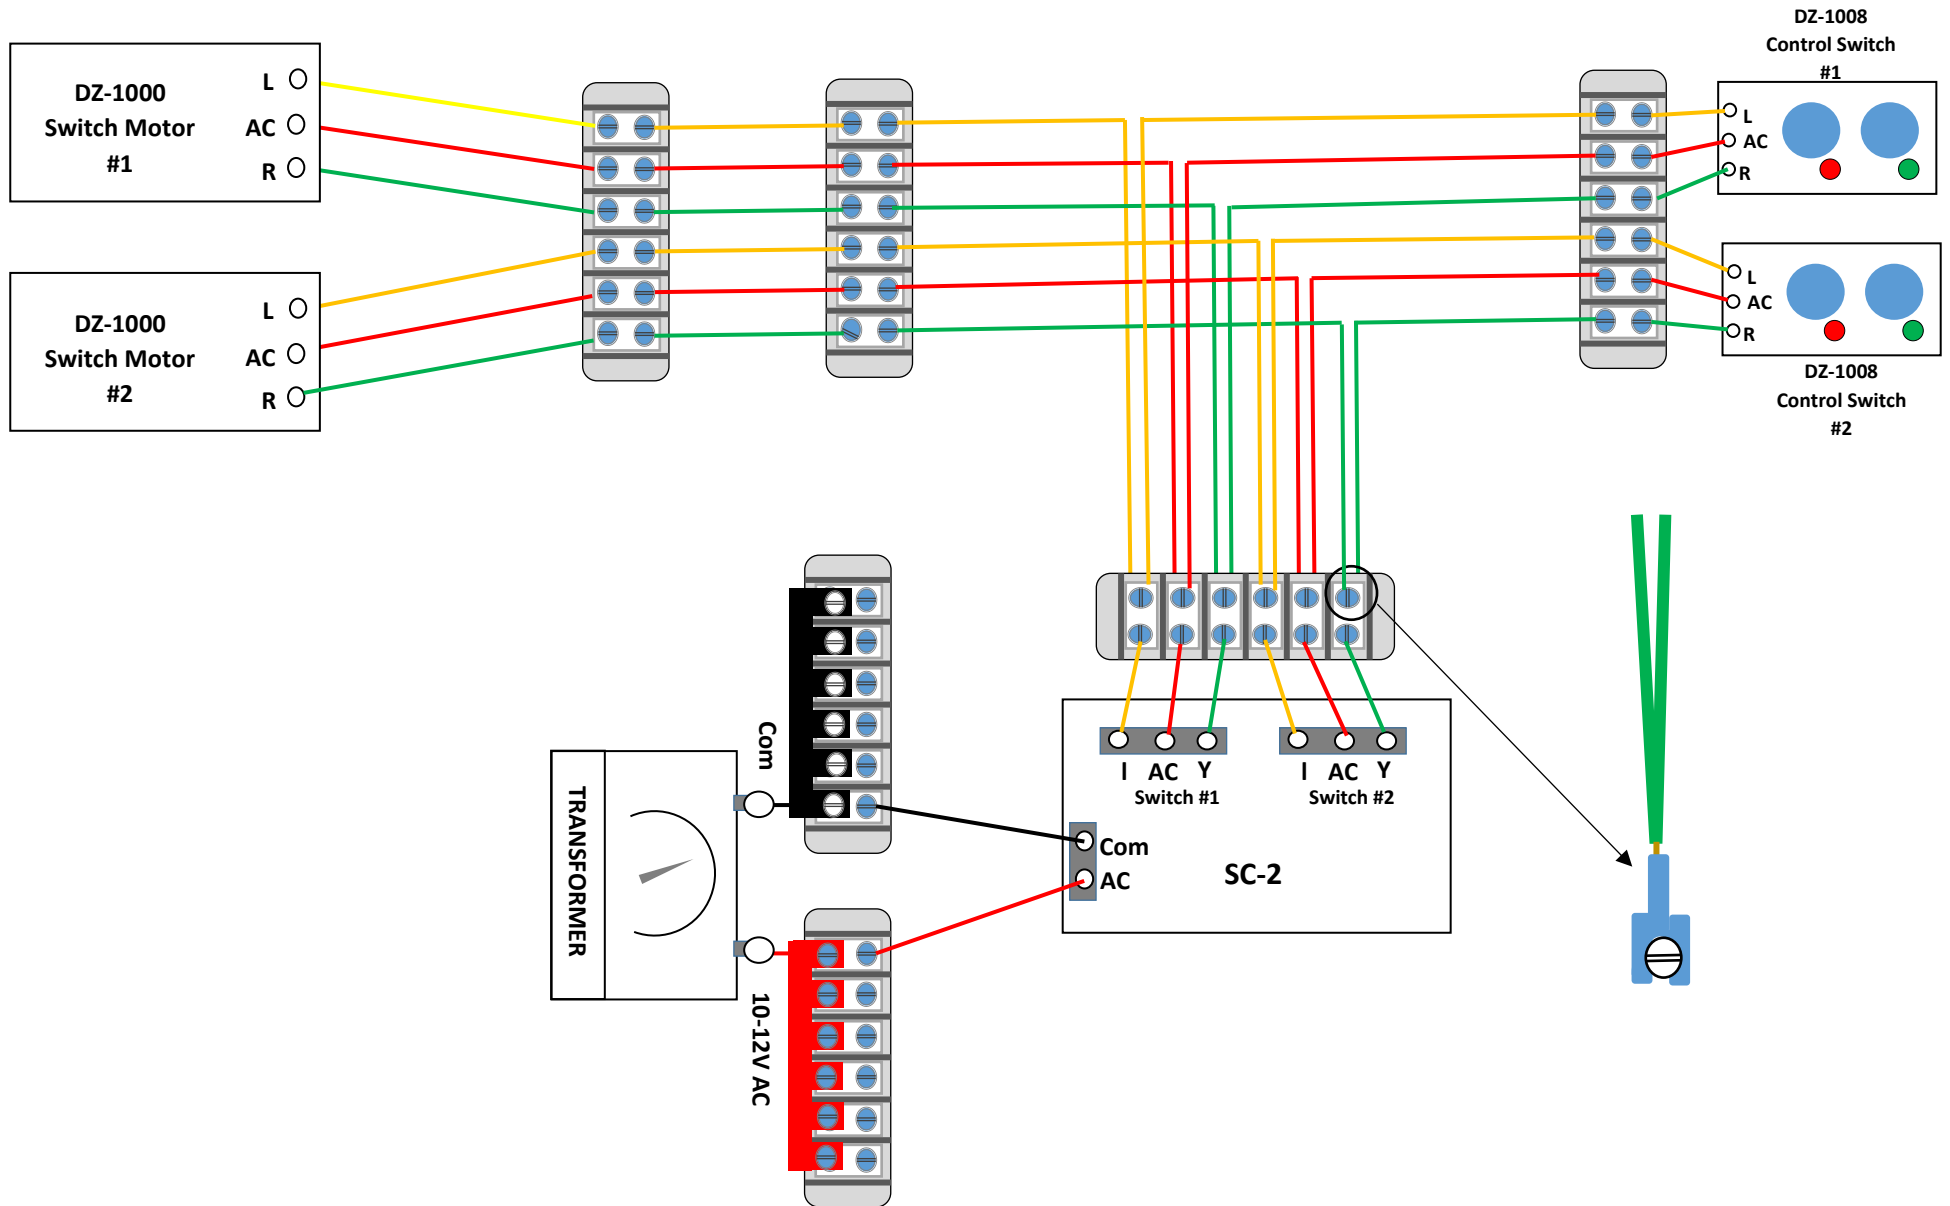 DZ-1008
Control Switch
#1
L
AC
R
DZ-1000
Switch Motor
#1
L
AC
R
DZ-1000
Switch Motor
#2
L
AC
R
L
AC
R
DZ-1008
Control Switch
#2
I AC Y
Switch #1
I AC Y
Switch #2
Com
AC
SC-2
Com
TRANSFORMER
10-12V AC